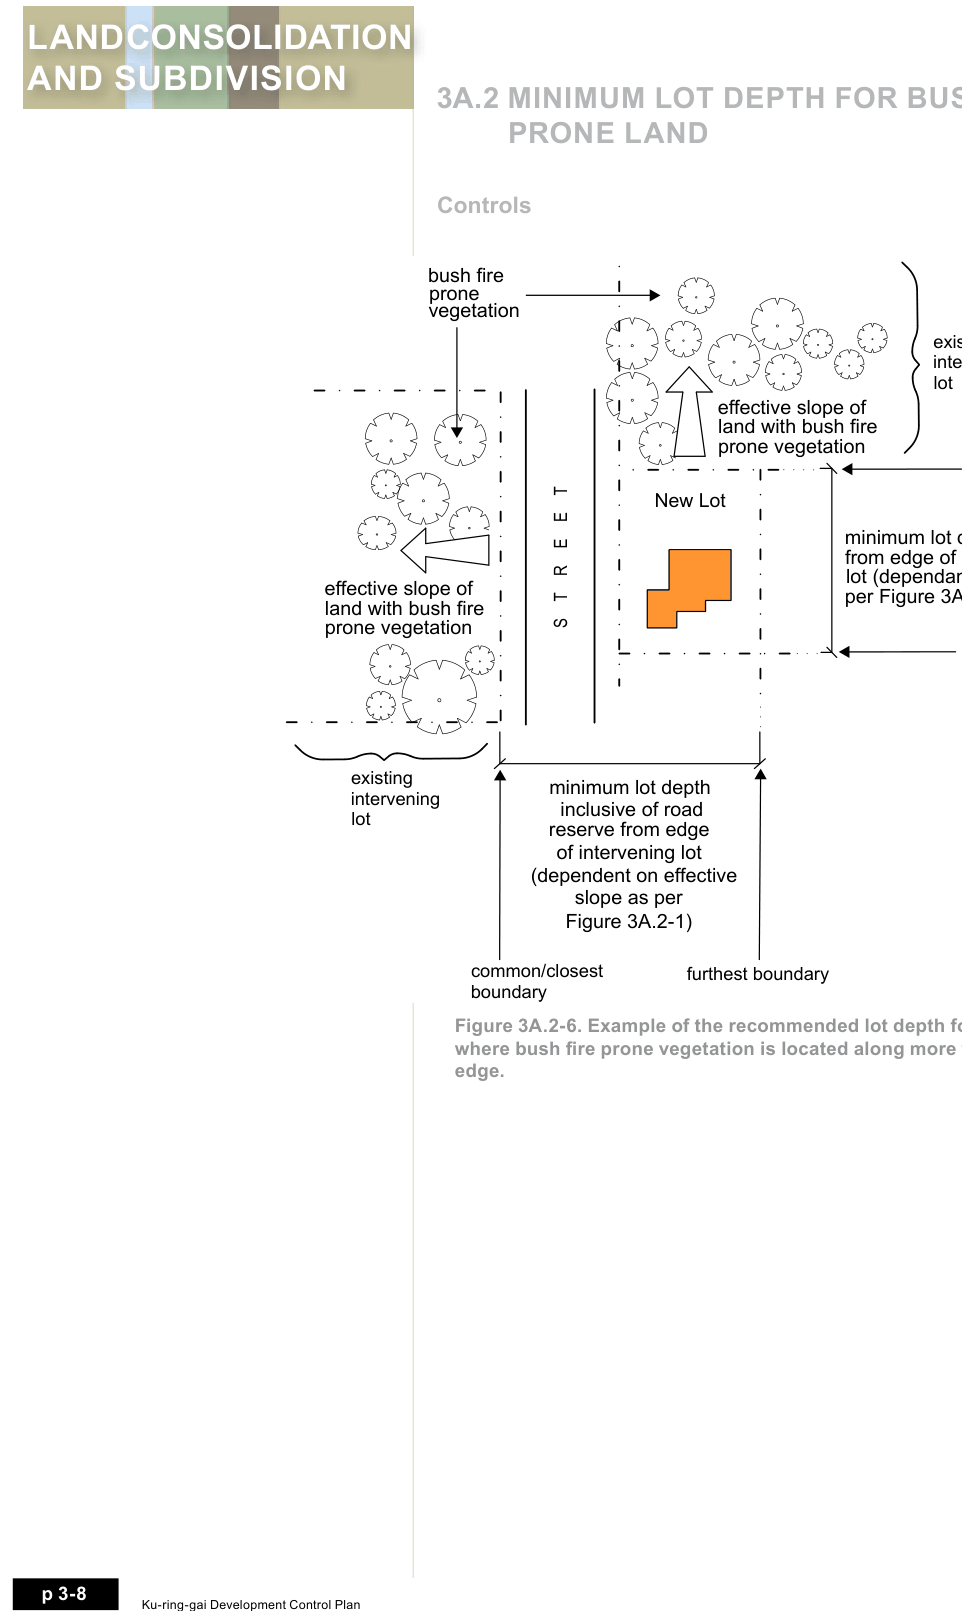 LANDCONSOLIDATION
AND SUBDIVISION
3A.2 MINIMUM LOT DEPTH FOR BUS
PRONE LAND
Controls
bush fire
prone
vegetation
exis
inte
lot
effective slope of
land with bush fire
prone vegetation
New Lot
STREET
minimum lot d
from edge of
lot (dependan
per Figure 3A
effective slope of
land with bush fire
prone vegetation
existing
intervening
lot
minimum lot depth
inclusive of road
reserve from edge
of intervening lot
(dependent on effective
slope as per
Figure 3A.2-1)
common/closest
boundary
furthest boundary
Figure 3A.2-6. Example of the recommended lot depth fo
where bush fire prone vegetation is located along more
edge.
p 3-8
Ku-ring-gai Development Control Plan